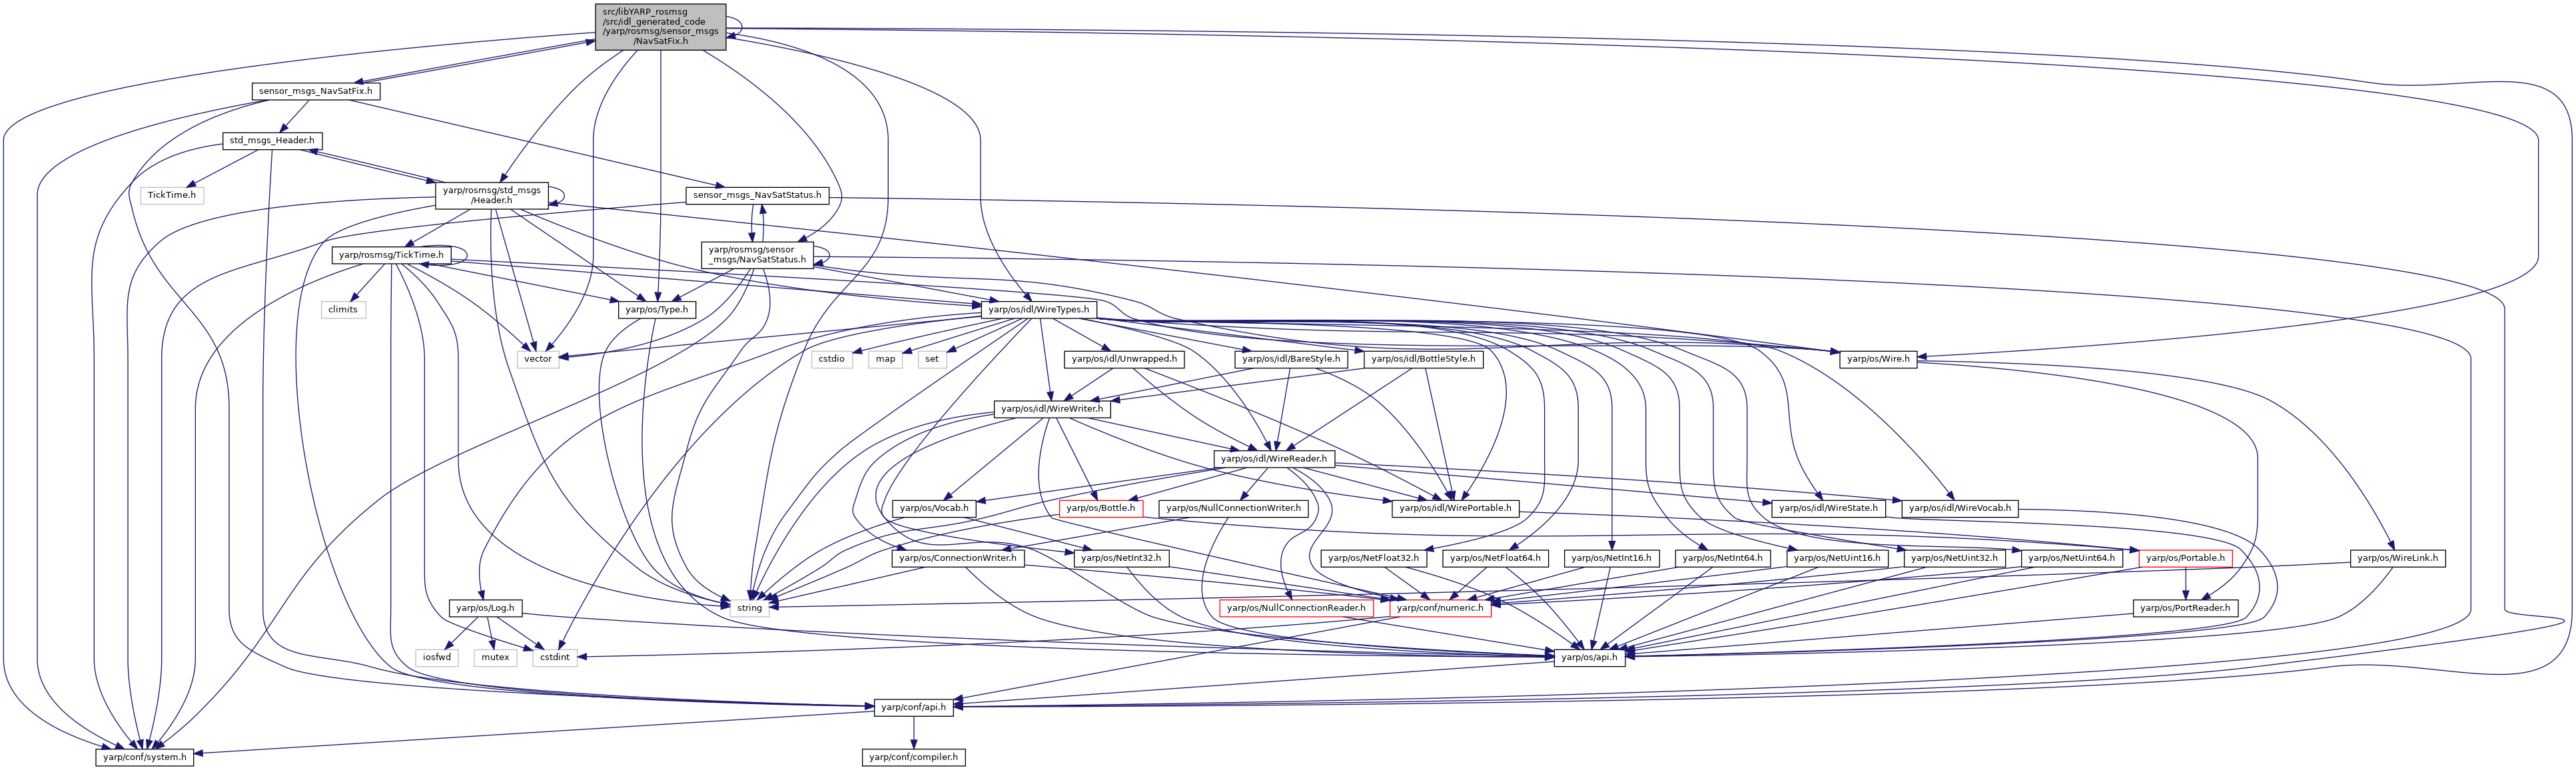 src/libYARP_rosmsg
/src/idl_generated_code
/yarp/rosmsg/sensor_msgs
/NavSatFix.h
sensor_msgs_NavSatFix.h
std_msgs_Header.h
TickTime.h
yarp/rosmsg/std_msgs
/Header.h
sensor_msgs_NavSatStatus.h
yarp/rosmsg/TickTime.h
yarp/rosmsg/sensor
_msgs/NavSatStatus.h
climits
yarp/os/Type.h
yarp/os/idl/WireTypes.h
vector
cstdio
map
set
yarp/os/idl/Unwrapped.h
yarp/os/idl/BareStyle.h
yarp/os/idl/BottleStyle.h
yarp/os/Wire.h
yarp/os/idl/WireWriter.h
yarp/os/idl/WireReader.h
yarp/os/Vocab.h
yarp/os/Bottle.h
yarp/os/NullConnectionWriter.h
yarp/os/idl/WirePortable.h
yarp/os/idl/WireState.h
yarp/os/idl/WireVocab.h
yarp/os/ConnectionWriter.h
yarp/os/NetInt32.h
yarp/os/NetFloat32.h
yarp/os/NetFloat64.h
yarp/os/NetInt16.h
yarp/os/NetInt64.h
yarp/os/NetUint16.h
yarp/os/NetUint32.h
yarp/os/NetUint64.h
yarp/os/Portable.h
yarp/os/WireLink.h
yarp/os/Log.h
string
yarp/os/NullConnectionReader.h
yarp/conf/numeric.h
yarp/os/PortReader.h
iosfwd
mutex
cstdint
yarp/os/api.h
yarp/conf/api.h
yarp/conf/system.h
yarp/conf/compiler.h